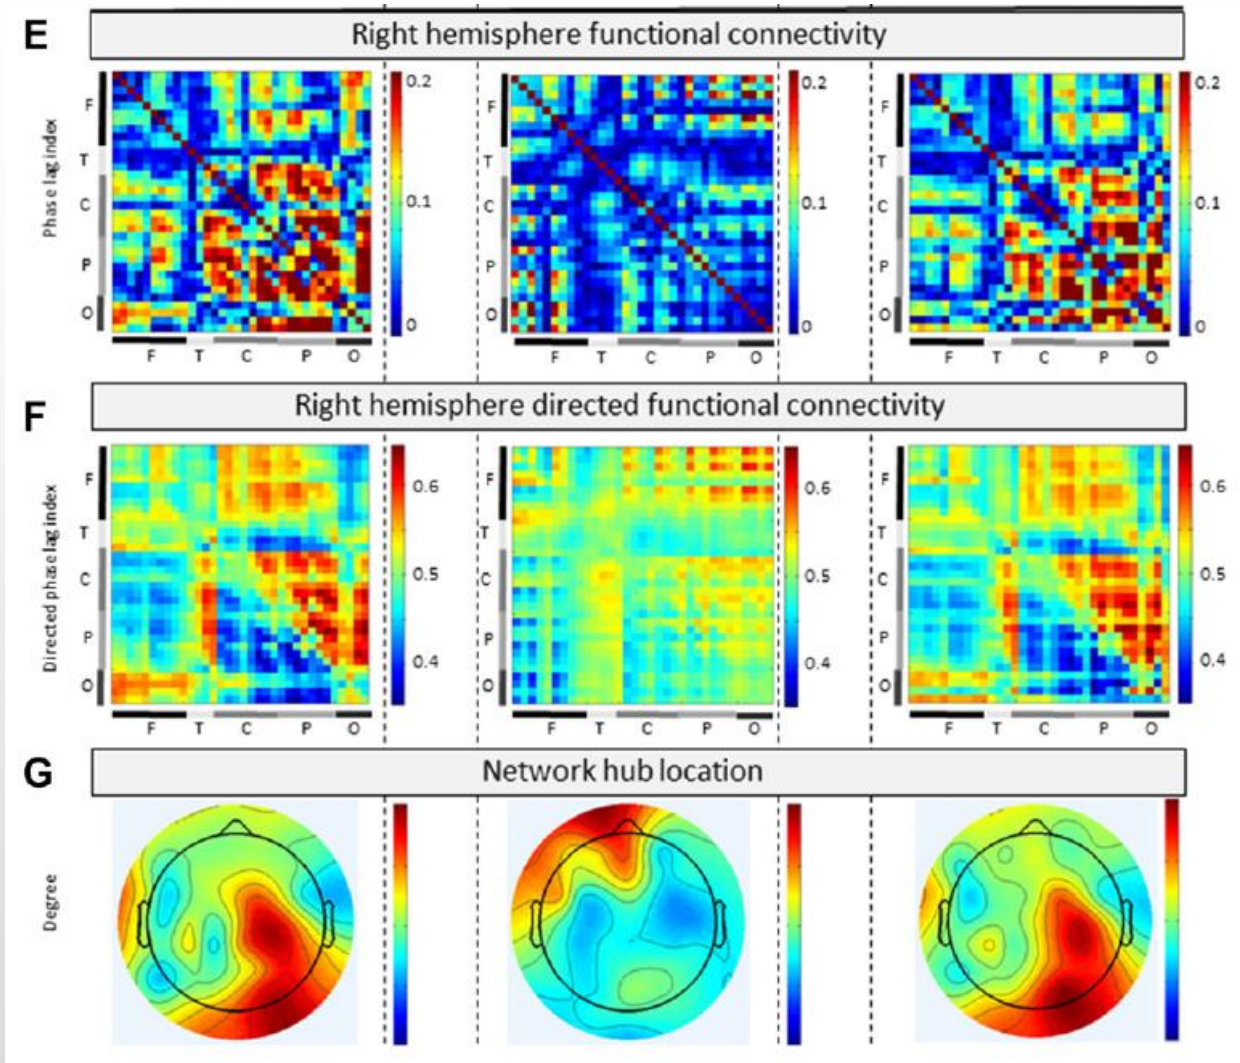 E
Right hemisphere functional connectivity
Phase lag index
F
T
C
P
O
F T C P O
0.2
0.1
0
F
T
C
P
O
F T C P O
0.2
0.1
0
F
T
C
P
O
F T C P O
0.2
0.1
0
F
Right hemisphere directed functional connectivity
Directed phase lag index
F
T
C
P
O
F T C P O
0.6
0.5
0.4
F
T
C
P
O
F T C P O
0.6
0.5
0.4
F
T
C
P
O
F T C P O
0.6
0.5
0.4
G
Network hub location
Degree